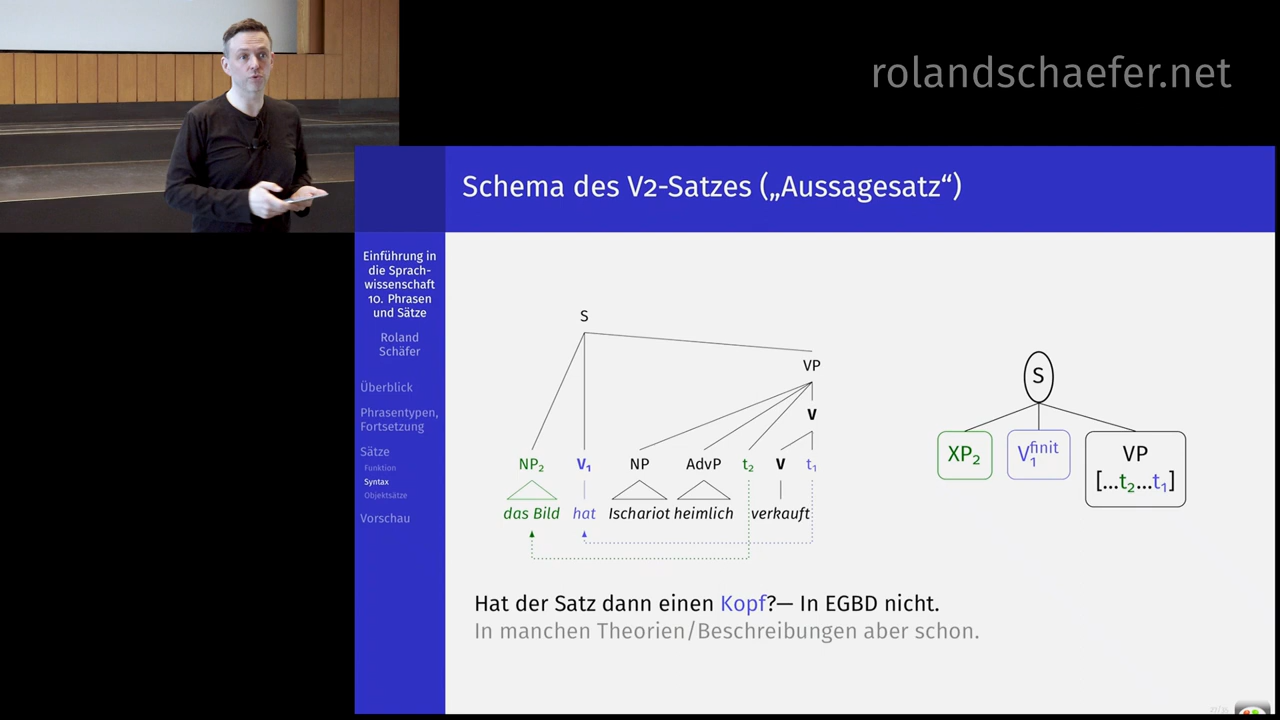 rolandschaefer.net
Schema des V2-Satzes („Aussagesatz“)
Einführung in
die Sprach-
wissenschaft
10. Phrasen
und Sätze
Roland
Schäfer
Überblick
Phrasentypen,
Fortsetzung
Sätze
Funktion
Syntax
Objektsätze
Vorschau
S
VP
V
NP₂ V₁ NP AdvP t₂ V t₁
das Bild hat Ischariot heimlich verkauft
S
XP₂ V₁finit VP
[...t₂...t₁]
Hat der Satz dann einen Kopf?— In EGBD nicht.
In manchen Theorien/Beschreibungen aber schon.
27/35